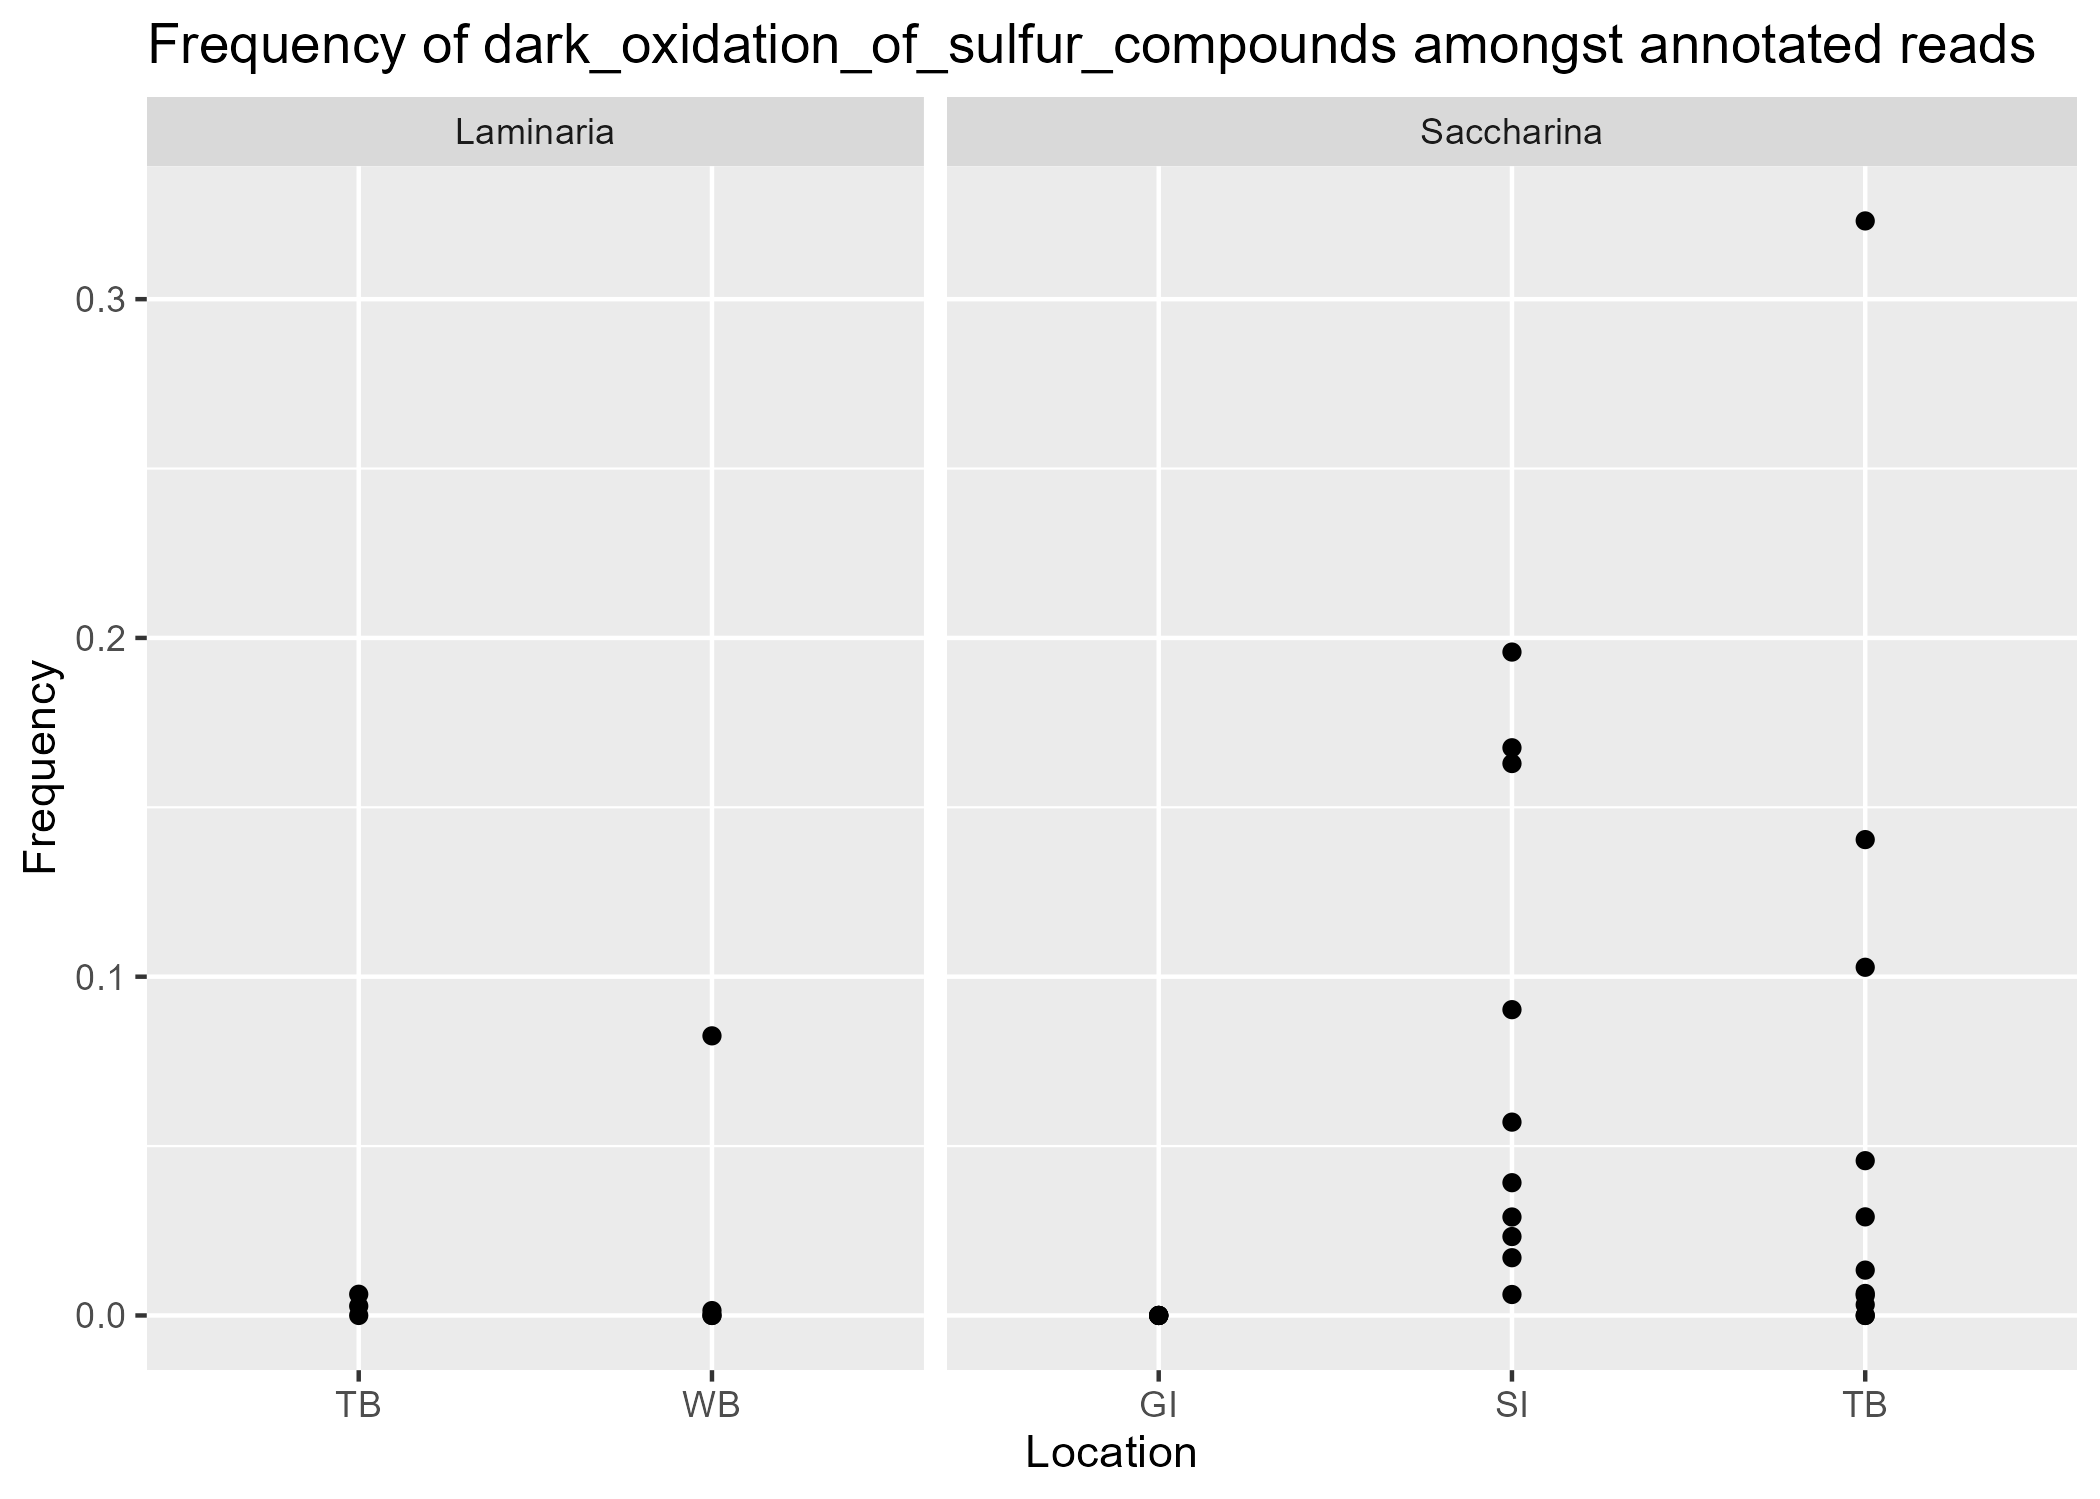 Frequency of dark_oxidation_of_sulfur_compounds amongst annotated reads
Laminaria
Saccharina
0.3
0.2
0.1
0.0
Frequency
TB
WB
GI
SI
TB
Location